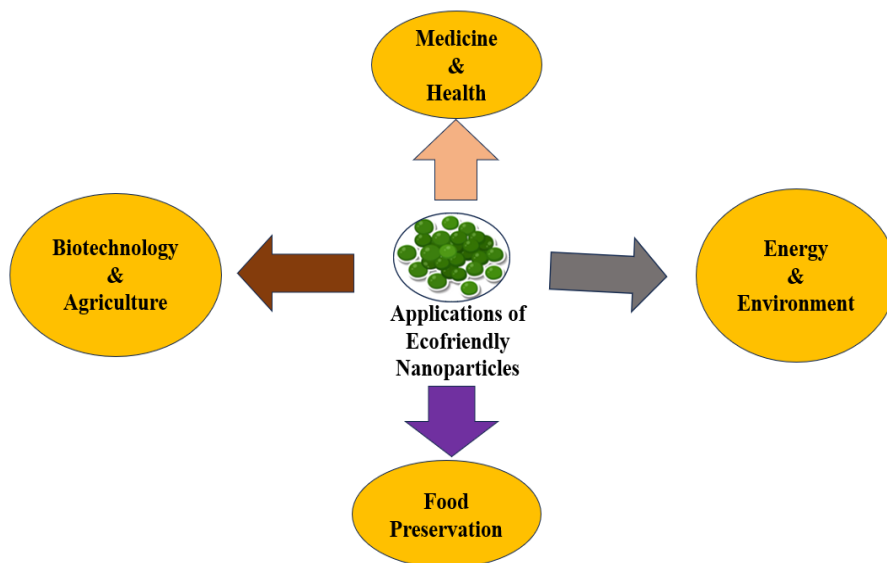 Medicine
&
Health
Biotechnology
&
Agriculture
Applications of
Ecofriendly
Nanoparticles
Energy
&
Environment
Food
Preservation